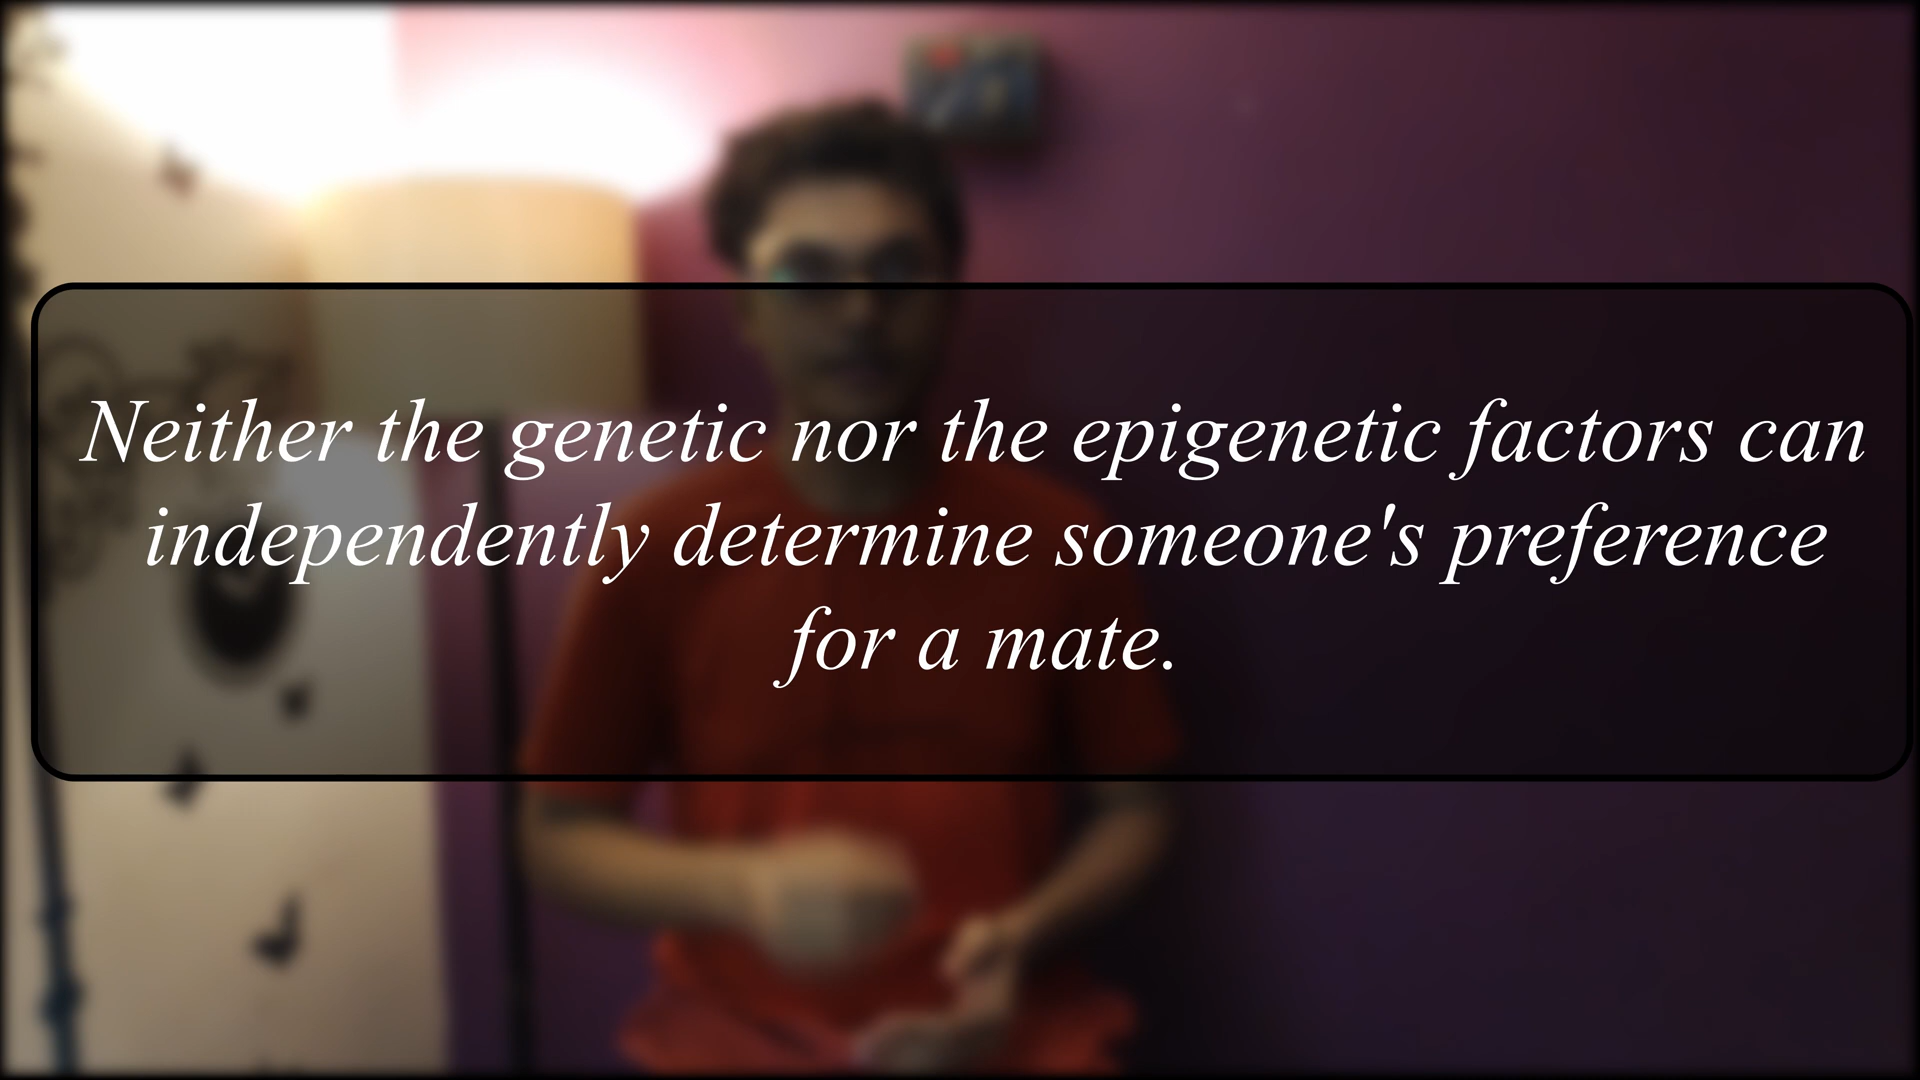 Neither the genetic nor the epigenetic factors can
independently determine someone's preference
for a mate.